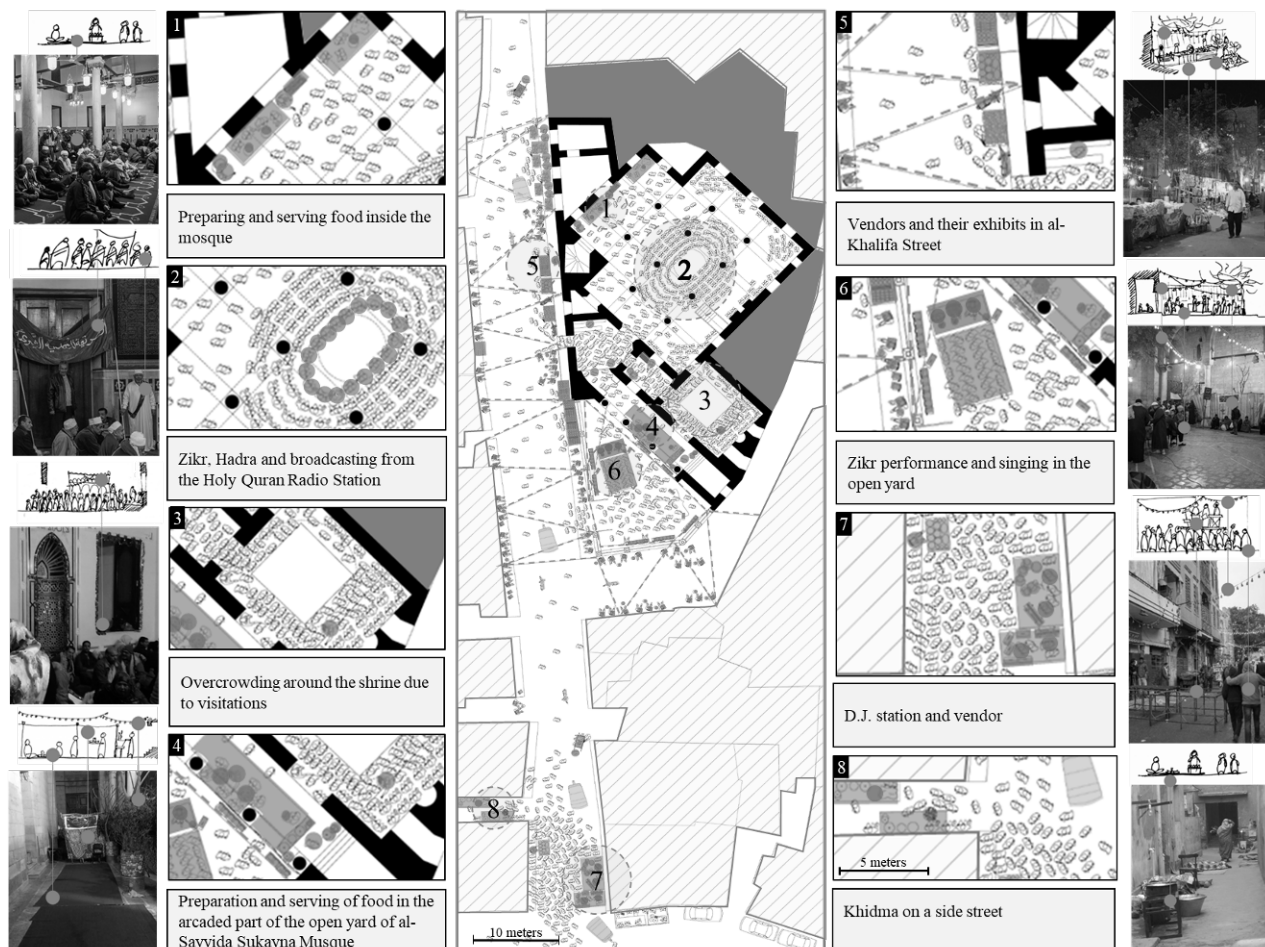 1
Preparing and serving food inside the
mosque
2
Zikr, Hadra and broadcasting from
the Holy Quran Radio Station
3
Overcrowding around the shrine due
to visitations
4
Preparation and serving of food in the
arcaded part of the open yard of al-
Sayyida Sukayna Musque
1
2
3
4
5
6
7
8
10 meters
5
Vendors and their exhibits in al-
Khalifa Street
6
Zikr performance and singing in the
open yard
7
D.J. station and vendor
8
5 meters
Khidma on a side street